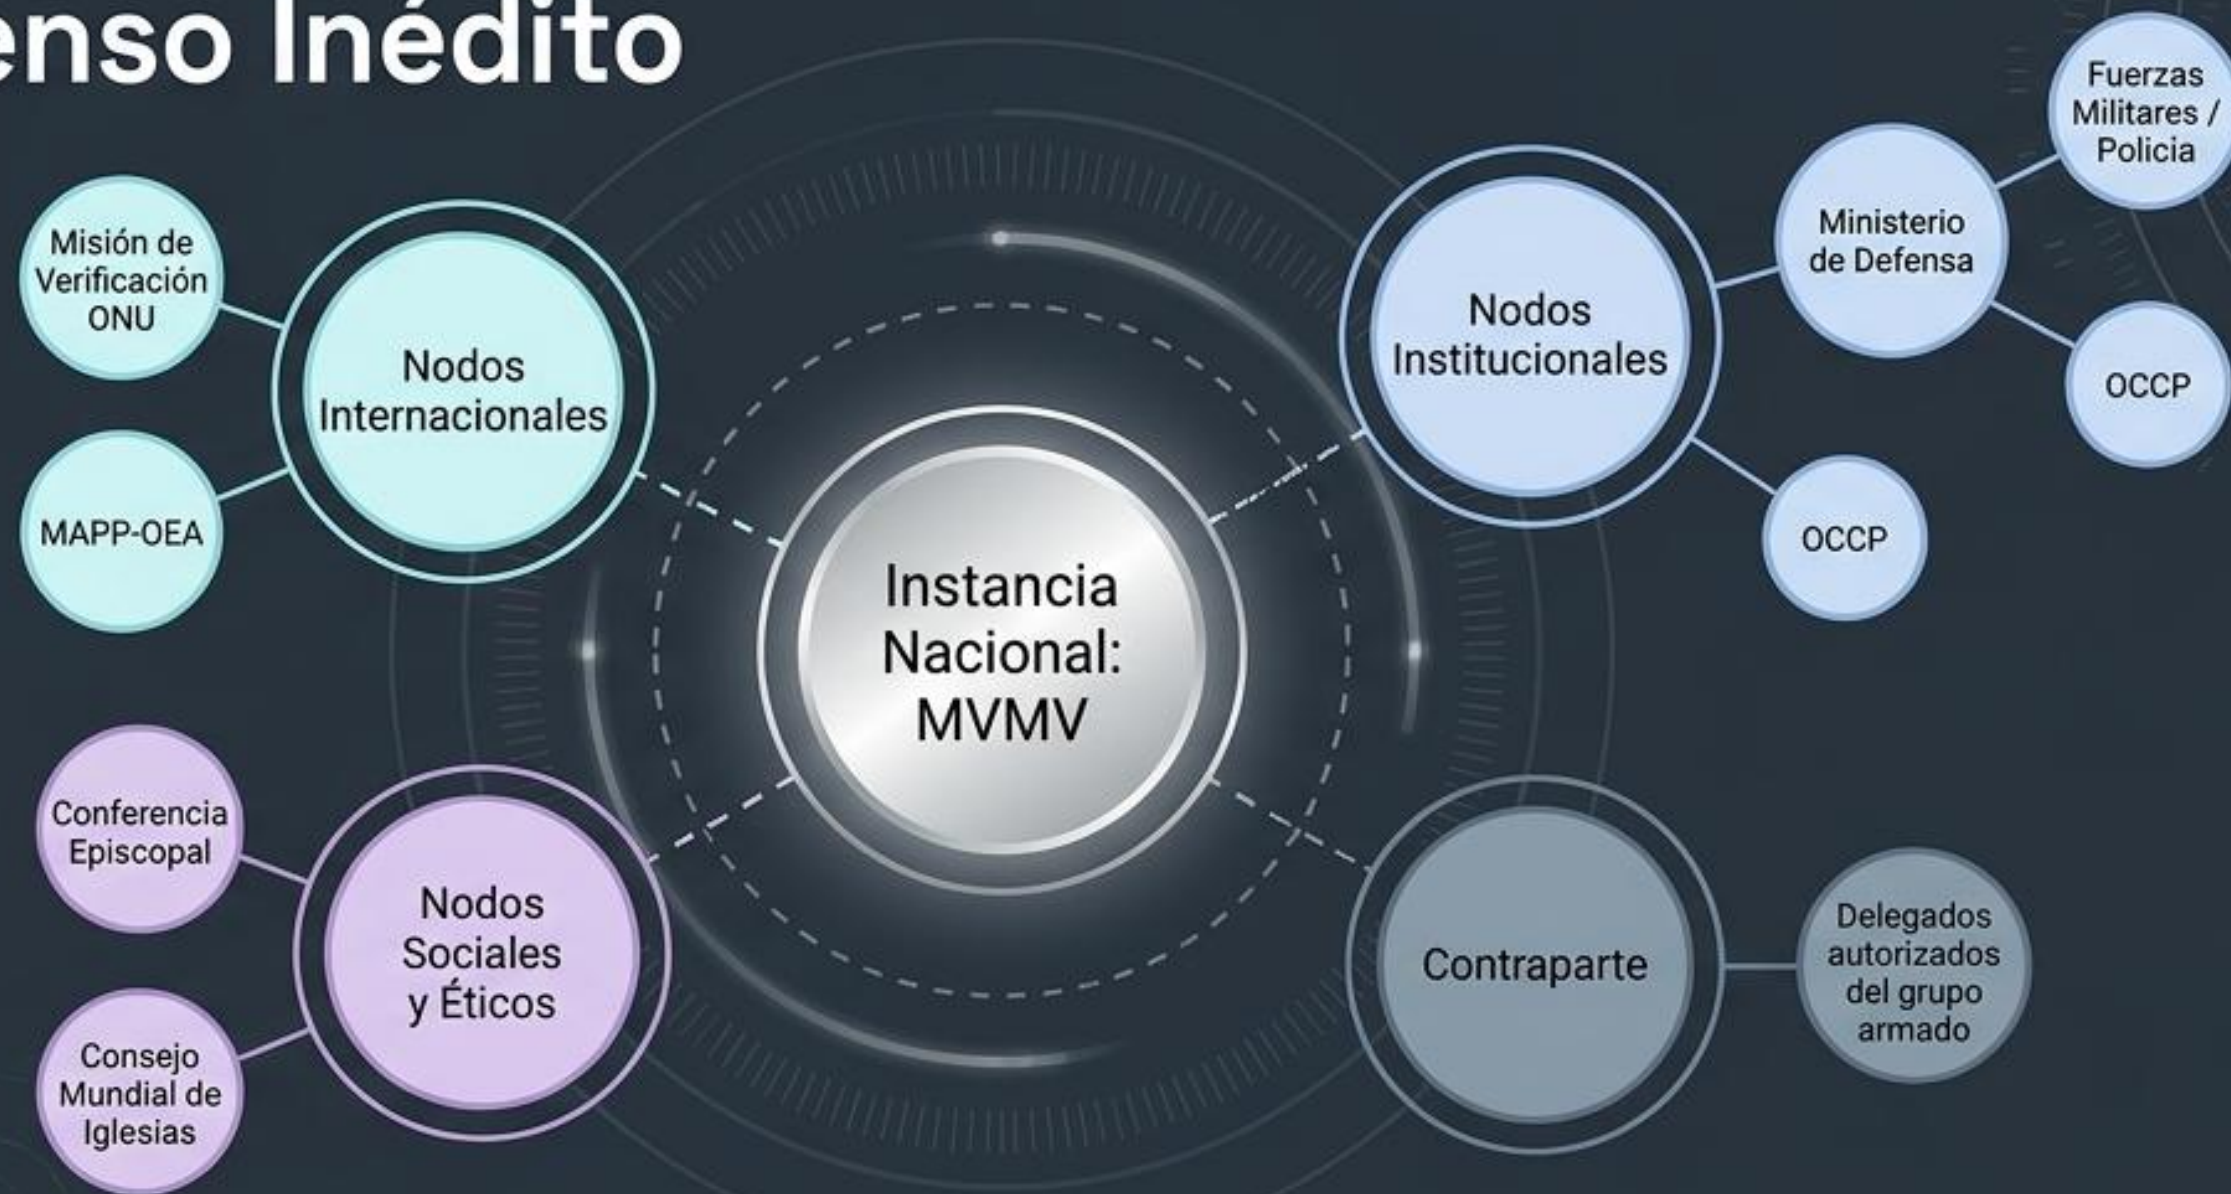 enso Inédito
Misión de
Verificación
ONU
MAPP-OEA
Nodos
Internacionales
Conferencia
Episcopal
Consejo
Mundial de
Iglesias
Nodos
Sociales
y Éticos
Instancia
Nacional:
MVMV
Nodos
Institucionales
Ministerio
de Defensa
Fuerzas
Militares /
Policia
OCCP
OCCP
Contraparte
Delegados
autorizados
del grupo
armado